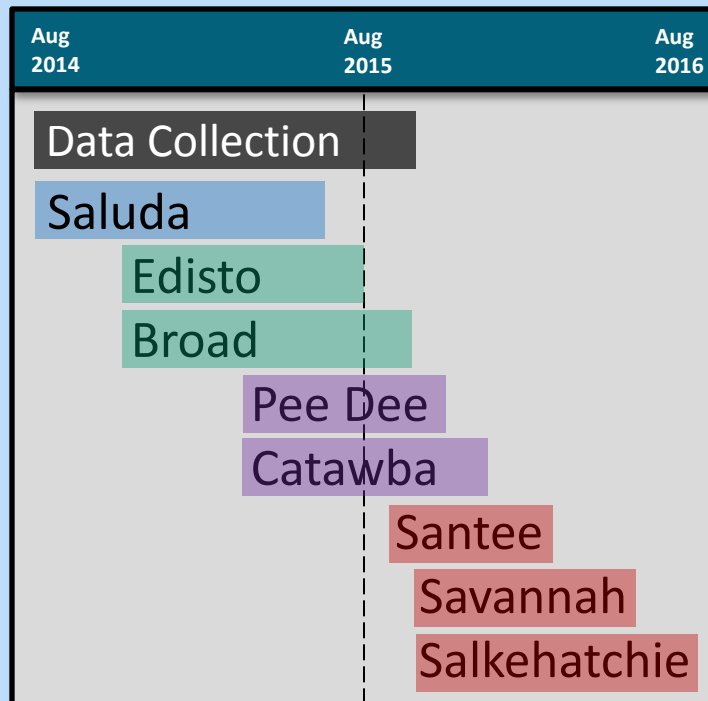 Aug Aug Aug
2014 2015 2016
Data Collection
Saluda
Edisto
Broad
Pee Dee
Catawba
Santee
Savannah
Salkehatchie